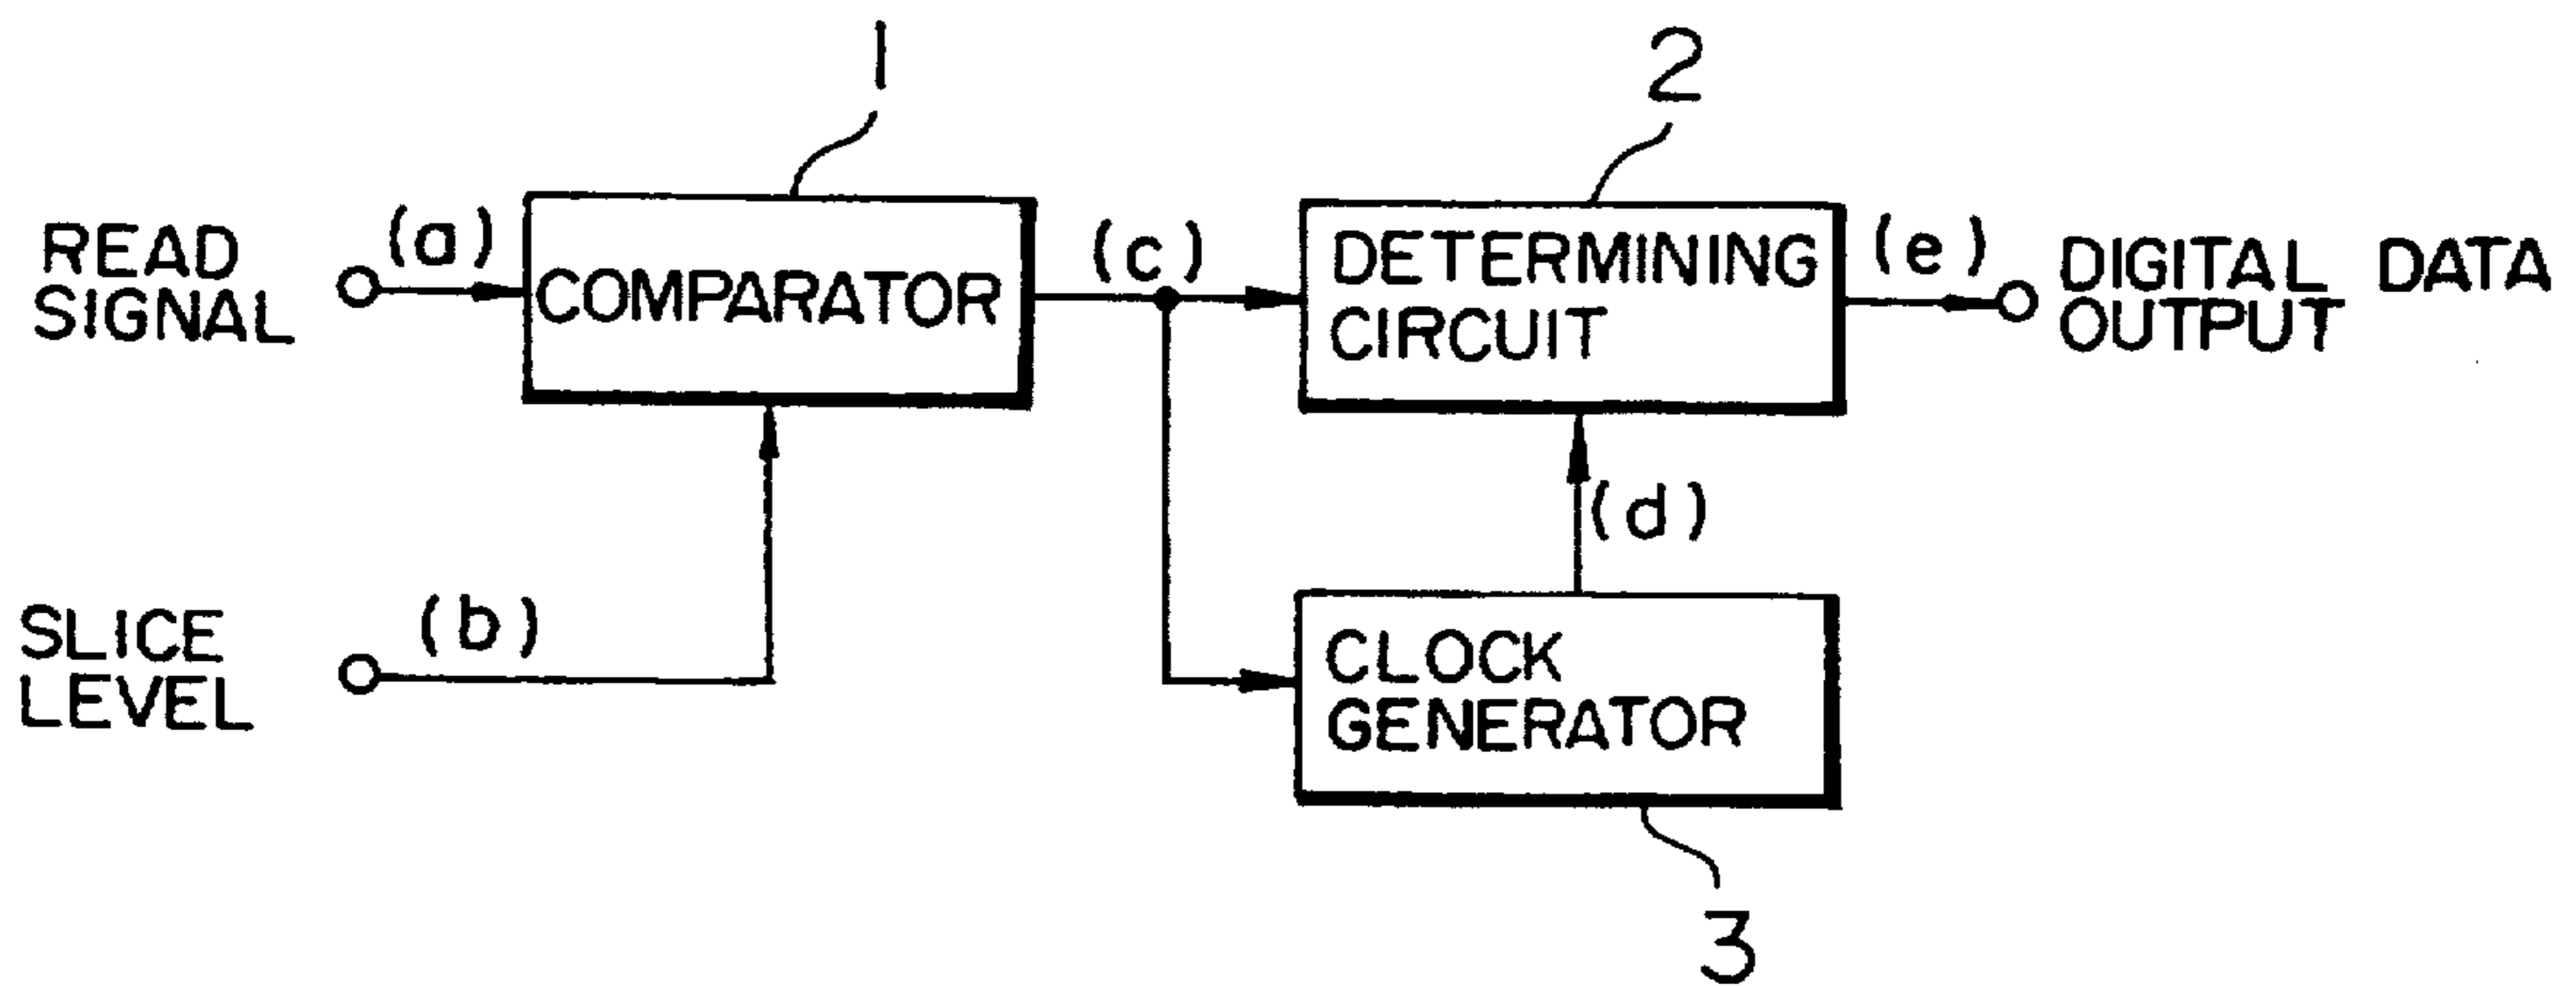 1
2
READ
SIGNAL
(a)
COMPARATOR
(c)
DETERMINING
CIRCUIT
(e)
DIGITAL DATA
OUTPUT
(d)
SLICE
LEVEL
(b)
CLOCK
GENERATOR
3